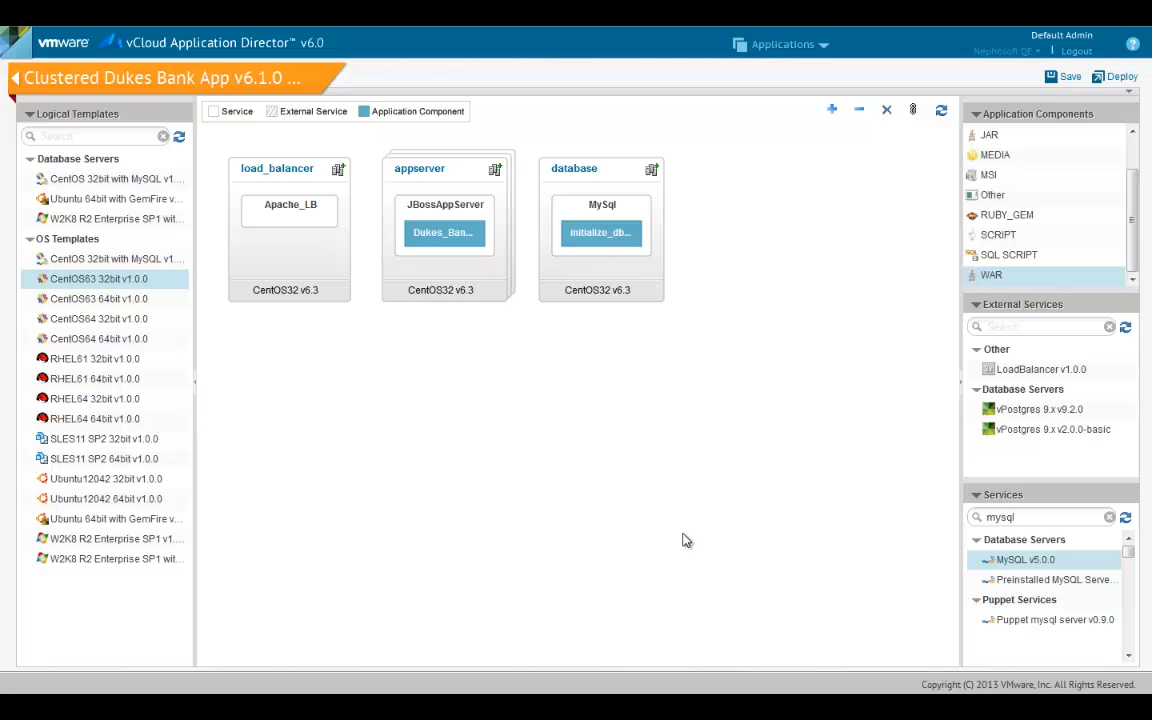 vmware vCloud Application Director™ v6.0
Applications
Default Admin
Nephosoft QE
Logout
Clustered Dukes Bank App v6.1.0 ...
Save
Deploy
Logical Templates
Search
Database Servers
CentOS 32bit with MySQL v1....
Ubuntu 64bit with GemFire v...
W2K8 R2 Enterprise SP1 wit...
OS Templates
CentOS 32bit with MySQL v1....
CentOS63 32bit v1.0.0
CentOS63 64bit v1.0.0
CentOS64 32bit v1.0.0
CentOS64 64bit v1.0.0
RHEL61 32bit v1.0.0
RHEL61 64bit v1.0.0
RHEL64 32bit v1.0.0
RHEL64 64bit v1.0.0
SLES11 SP2 32bit v1.0.0
SLES11 SP2 64bit v1.0.0
Ubuntu12042 32bit v1.0.0
Ubuntu12042 64bit v1.0.0
Ubuntu 64bit with GemFire v...
W2K8 R2 Enterprise SP1 v1....
W2K8 R2 Enterprise SP1 wit...
Service
External Service
Application Component
load_balancer
Apache_LB
CentOS32 v6.3
appserver
JBossAppServer
Dukes_Ban...
CentOS32 v6.3
database
MySql
initialize_db...
CentOS32 v6.3
Application Components
JAR
MEDIA
MSI
Other
RUBY_GEM
SCRIPT
SQL SCRIPT
WAR
External Services
Search
Other
LoadBalancer v1.0.0
Database Servers
vPostgres 9.x v9.2.0
vPostgres 9.x v2.0.0-basic
Services
mysql
Database Servers
MySQL v5.0.0
Preinstalled MySQL Serve...
Puppet Services
Puppet mysql server v0.9.0
Copyright (C) 2013 VMware, Inc. All Rights Reserved.